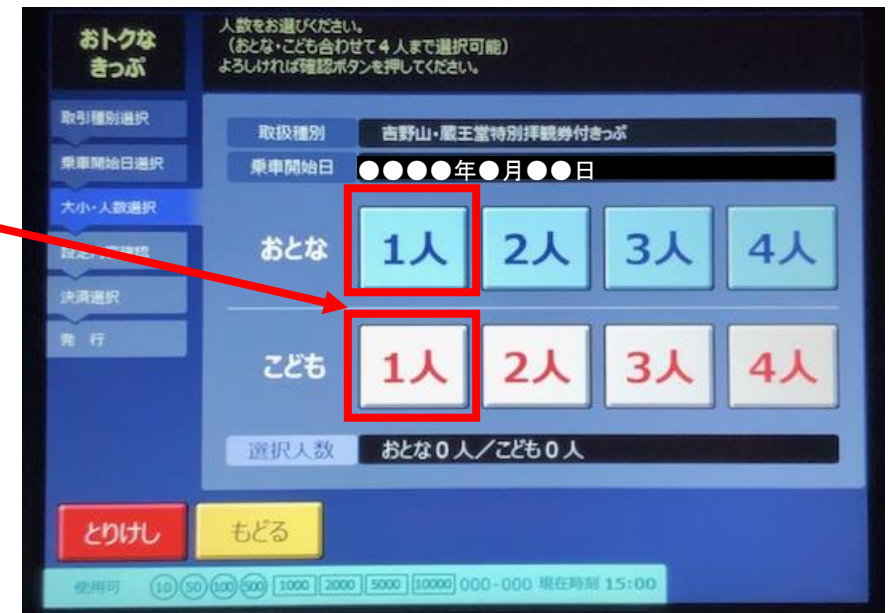 おトクな
きっぷ
人数をお選びください。
（おとな・こども合わせて4人まで選択可能）
よろしければ確認ボタンを押してください。
取引種別選択
乗車開始日選択
大小・人数選択
決済選択
発 行
取扱種別 吉野山・蔵王堂特別拝観券付きっぷ
乗車開始日 ●●●●年●月●●日
おとな 1人 2人 3人 4人
こども 1人 2人 3人 4人
選択人数 おとな0人／こども0人
とりけし もどる
使用可 10 50 100 500 1000 2000 5000 10000 000-000 現在時刻 15:00